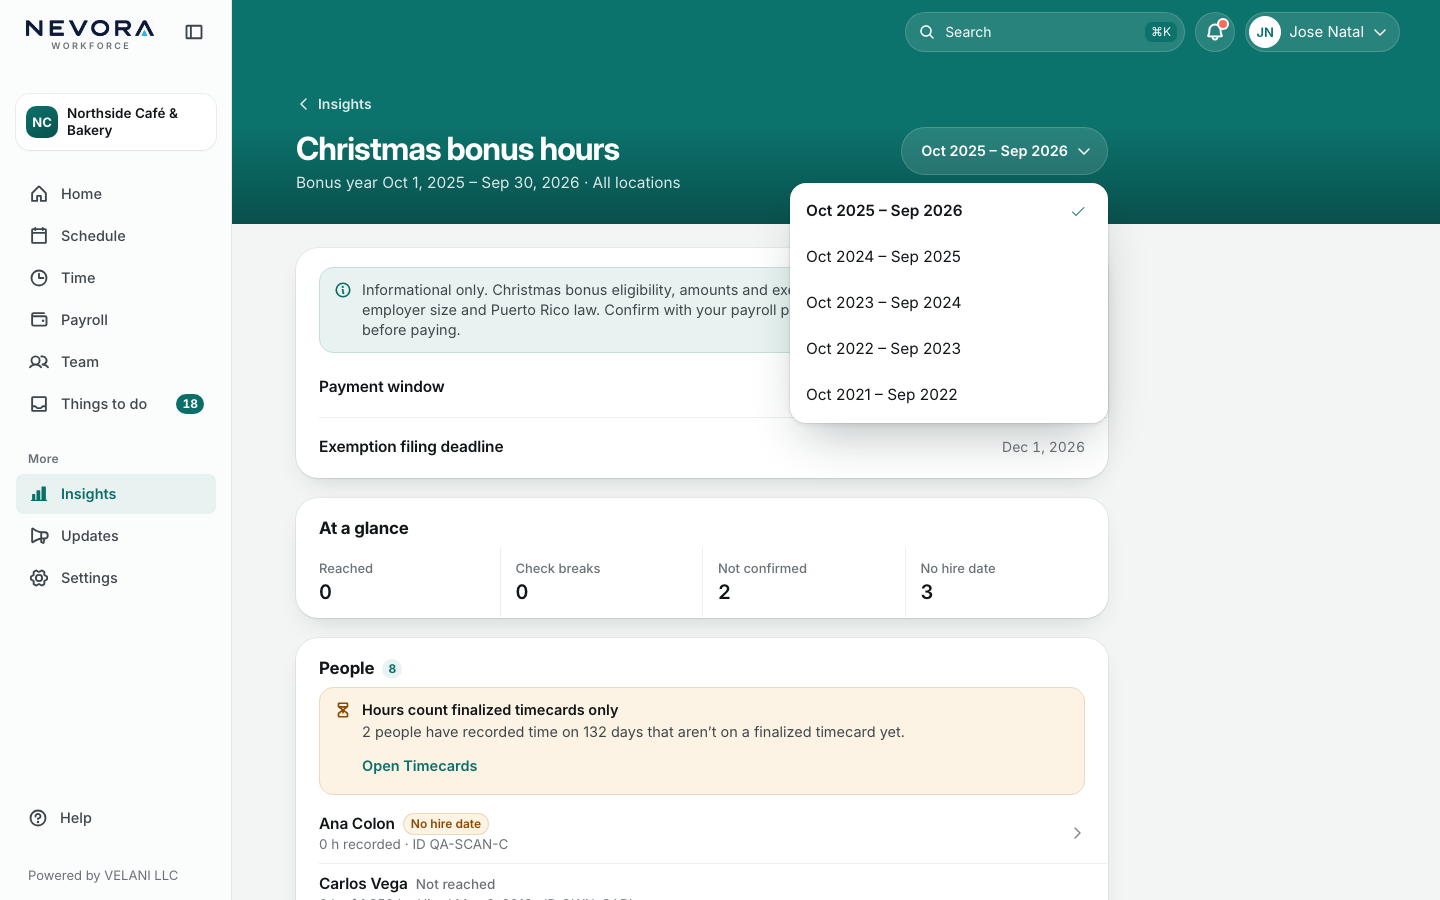 NEVORA
WORKFORCE
Search
⌘K
JN
Jose Natal
NC
Northside Café &
Bakery
Home
Schedule
Time
Payroll
Team
Things to do
18
More
Insights
Updates
Settings
Help
Powered by VELANI LLC
Insights
Christmas bonus hours
Bonus year Oct 1, 2025 – Sep 30, 2026 · All locations
Oct 2025 – Sep 2026
Oct 2025 – Sep 2026
Oct 2024 – Sep 2025
Oct 2023 – Sep 2024
Oct 2022 – Sep 2023
Oct 2021 – Sep 2022
Informational only. Christmas bonus eligibility, amounts and
employer size and Puerto Rico law. Confirm with your payroll
before paying.
Payment window
Exemption filing deadline
Dec 1, 2026
At a glance
Reached
0
Check breaks
0
Not confirmed
2
No hire date
3
People
8
Hours count finalized timecards only
2 people have recorded time on 132 days that aren’t on a finalized timecard yet.
Open Timecards
Ana Colon
No hire date
0 h recorded · ID QA-SCAN-C
Carlos Vega
Not reached